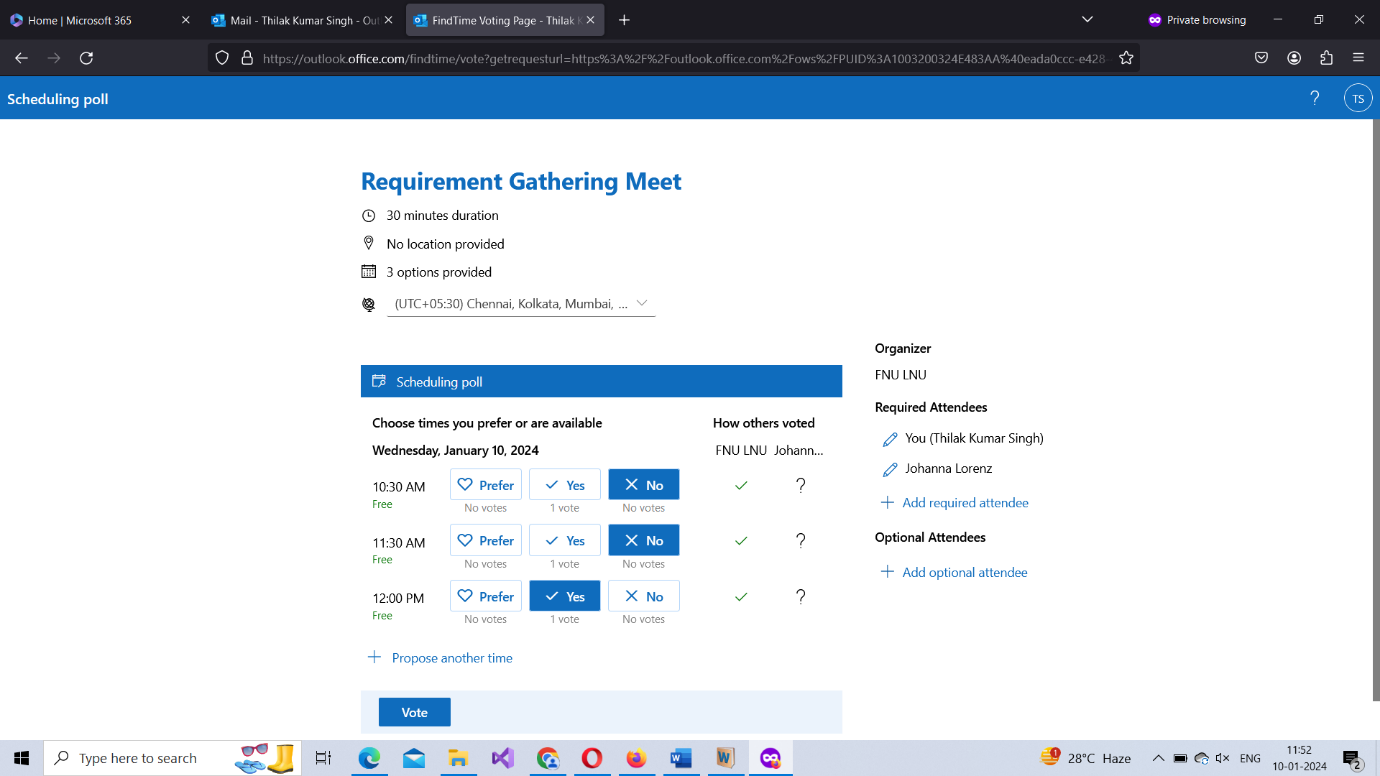 Home | Microsoft 365
Mail - Thilak Kumar Singh - Out
FindTime Voting Page - Thilak K
Private browsing
https://outlook.office.com/findtime/vote?getrequesturl=https%3A%2F%2Foutlook.office.com%2Fows%2FPUID%3A1003200324E483AA%40eada0ccc-e428-
Scheduling poll
? TS
Requirement Gathering Meet
30 minutes duration
No location provided
3 options provided
(UTC+05:30) Chennai, Kolkata, Mumbai, ...
Scheduling poll
Choose times you prefer or are available How others voted
Wednesday, January 10, 2024 FNU LNU Johann...
10:30 AM Prefer Yes No ?
Free No votes 1 vote No votes
11:30 AM Prefer Yes No ?
Free No votes 1 vote No votes
12:00 PM Prefer Yes No ?
Free No votes 1 vote No votes
+ Propose another time
Vote
Organizer
FNU LNU
Required Attendees
You (Thilak Kumar Singh)
Johanna Lorenz
+ Add required attendee
Optional Attendees
+ Add optional attendee
Type here to search
1
28°C Haze
ENG
11:52
10-01-2024
2